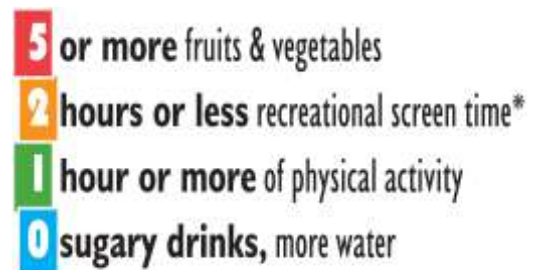 5 or more fruits & vegetables
2 hours or less recreational screen time*
1 hour or more of physical activity
0 sugary drinks, more water